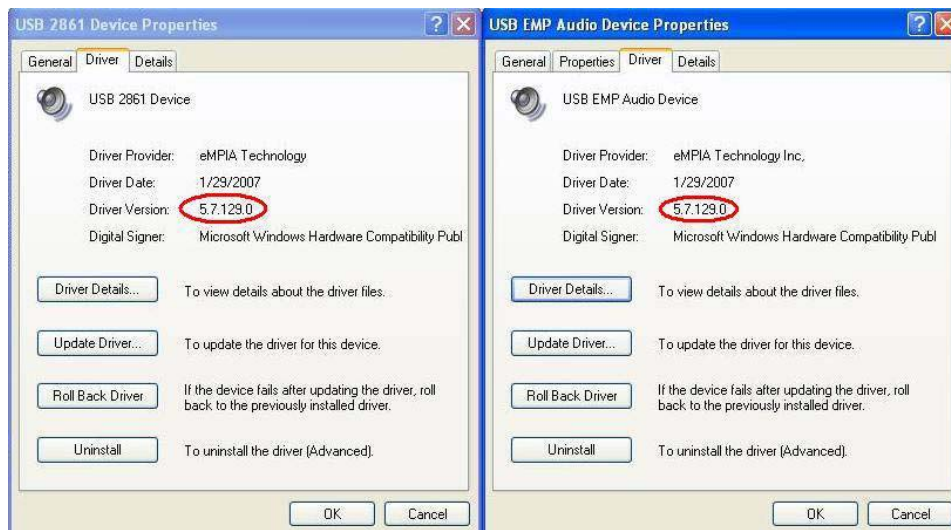 USB 2861 Device Properties
General Driver Details
USB 2861 Device
Driver Provider: eMPIA Technology
Driver Date: 1/29/2007
Driver Version: 5.7.129.0
Digital Signer: Microsoft Windows Hardware Compatibility Publ
Driver Details... To view details about the driver files.
Update Driver... To update the driver for this device.
Roll Back Driver If the device fails after updating the driver, roll
back to the previously installed driver.
Uninstall To uninstall the driver (Advanced).
OK Cancel
USB EMP Audio Device Properties
General Properties Driver Details
USB EMP Audio Device
Driver Provider: eMPIA Technology Inc,
Driver Date: 1/29/2007
Driver Version: 5.7.129.0
Digital Signer: Microsoft Windows Hardware Compatibility Publ
Driver Details... To view details about the driver files.
Update Driver... To update the driver for this device.
Roll Back Driver If the device fails after updating the driver, roll
back to the previously installed driver.
Uninstall To uninstall the driver (Advanced).
OK Cancel